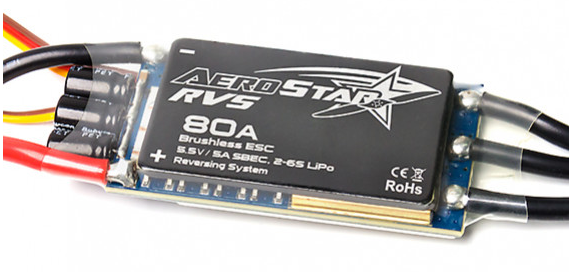 -
AEROSTAR
RVS
80A
Brushless ESC
5.5V/5A SBEC, 2-6S LiPo
+ Reversing System
CE
RoHS